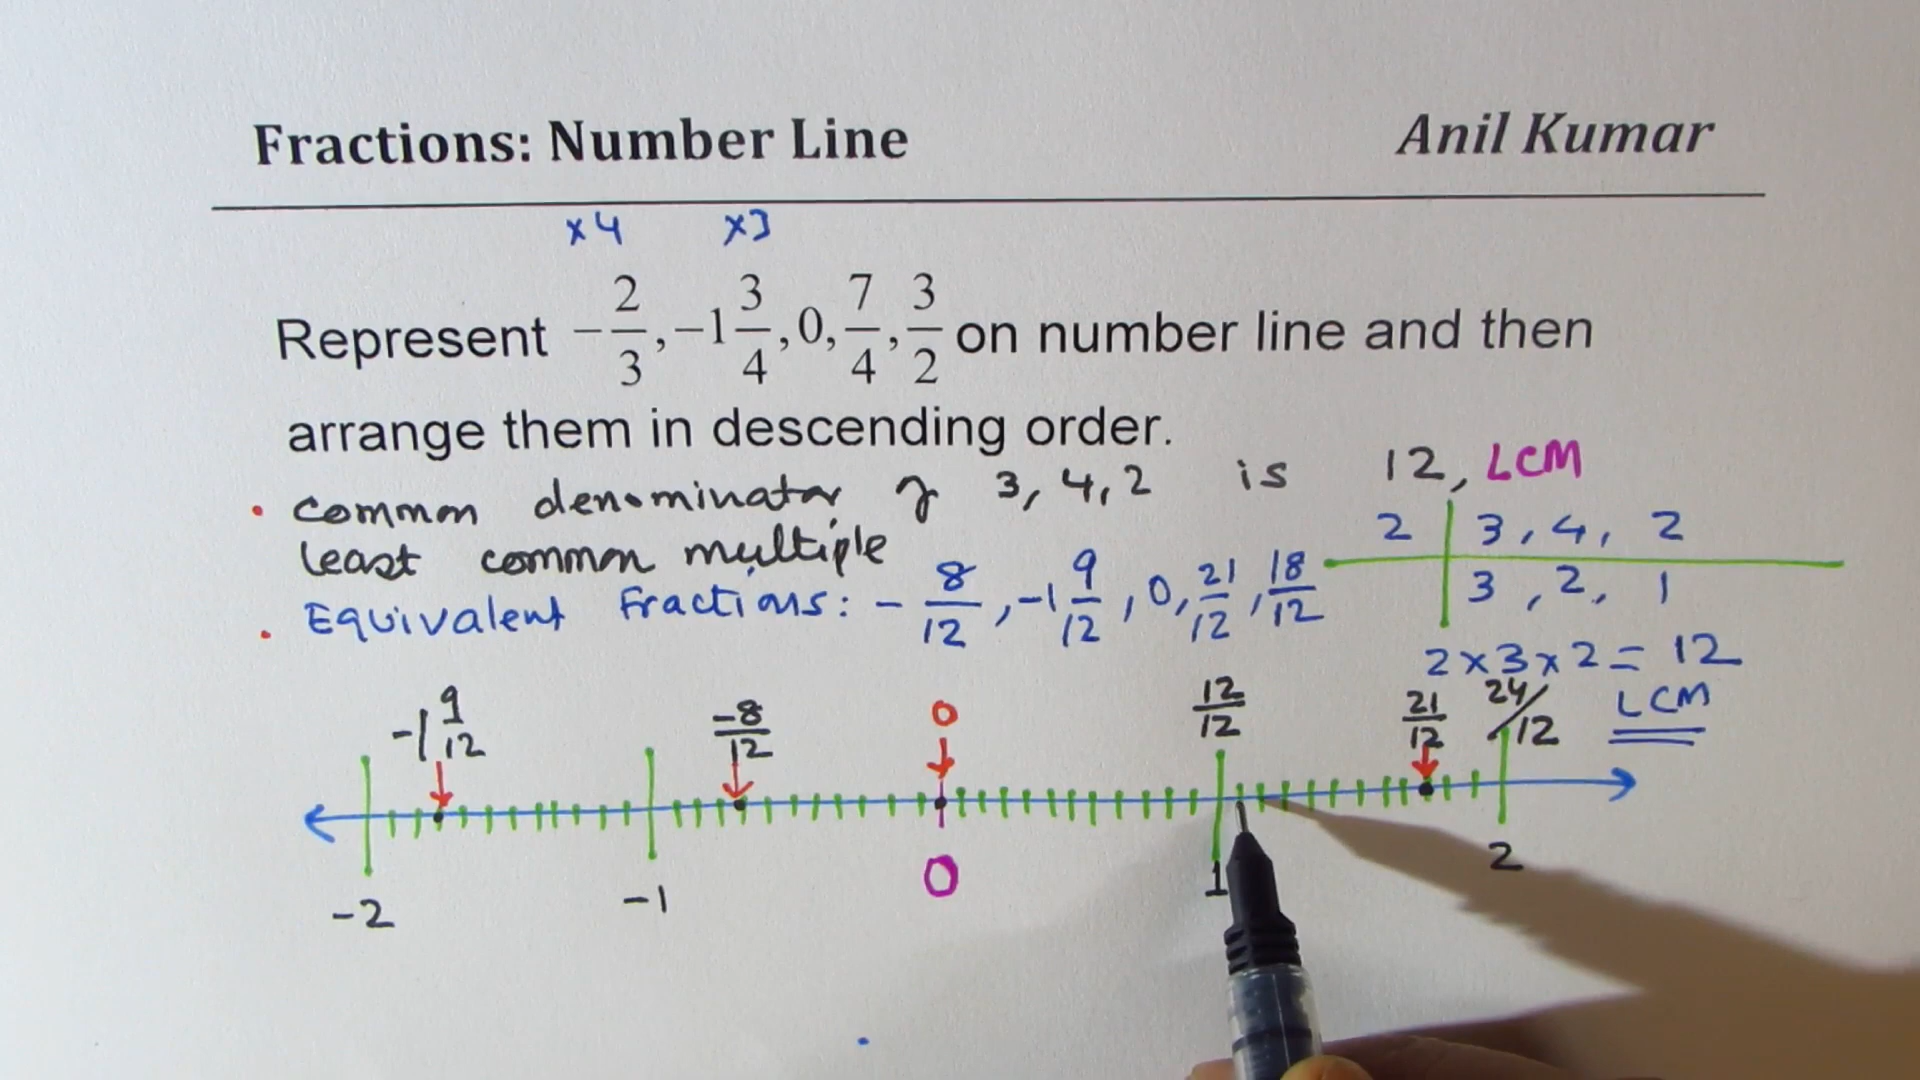 Fractions: Number Line Anil Kumar
×4 ×3
Represent −2/3, −1 3/4, 0, 7/4, 3/2 on number line and then
arrange them in descending order.
• Common denominator of 3, 4, 2 is 12, LCM
least common multiple
2 | 3, 4, 2
3, 2, 1
• Equivalent Fractions: −8/12, −1 9/12, 0, 21/12, 18/12
2×3×2 = 12
LCM
−1 9/12 −8/12 0 12/12 21/12 24/12
−2 −1 0 1 2